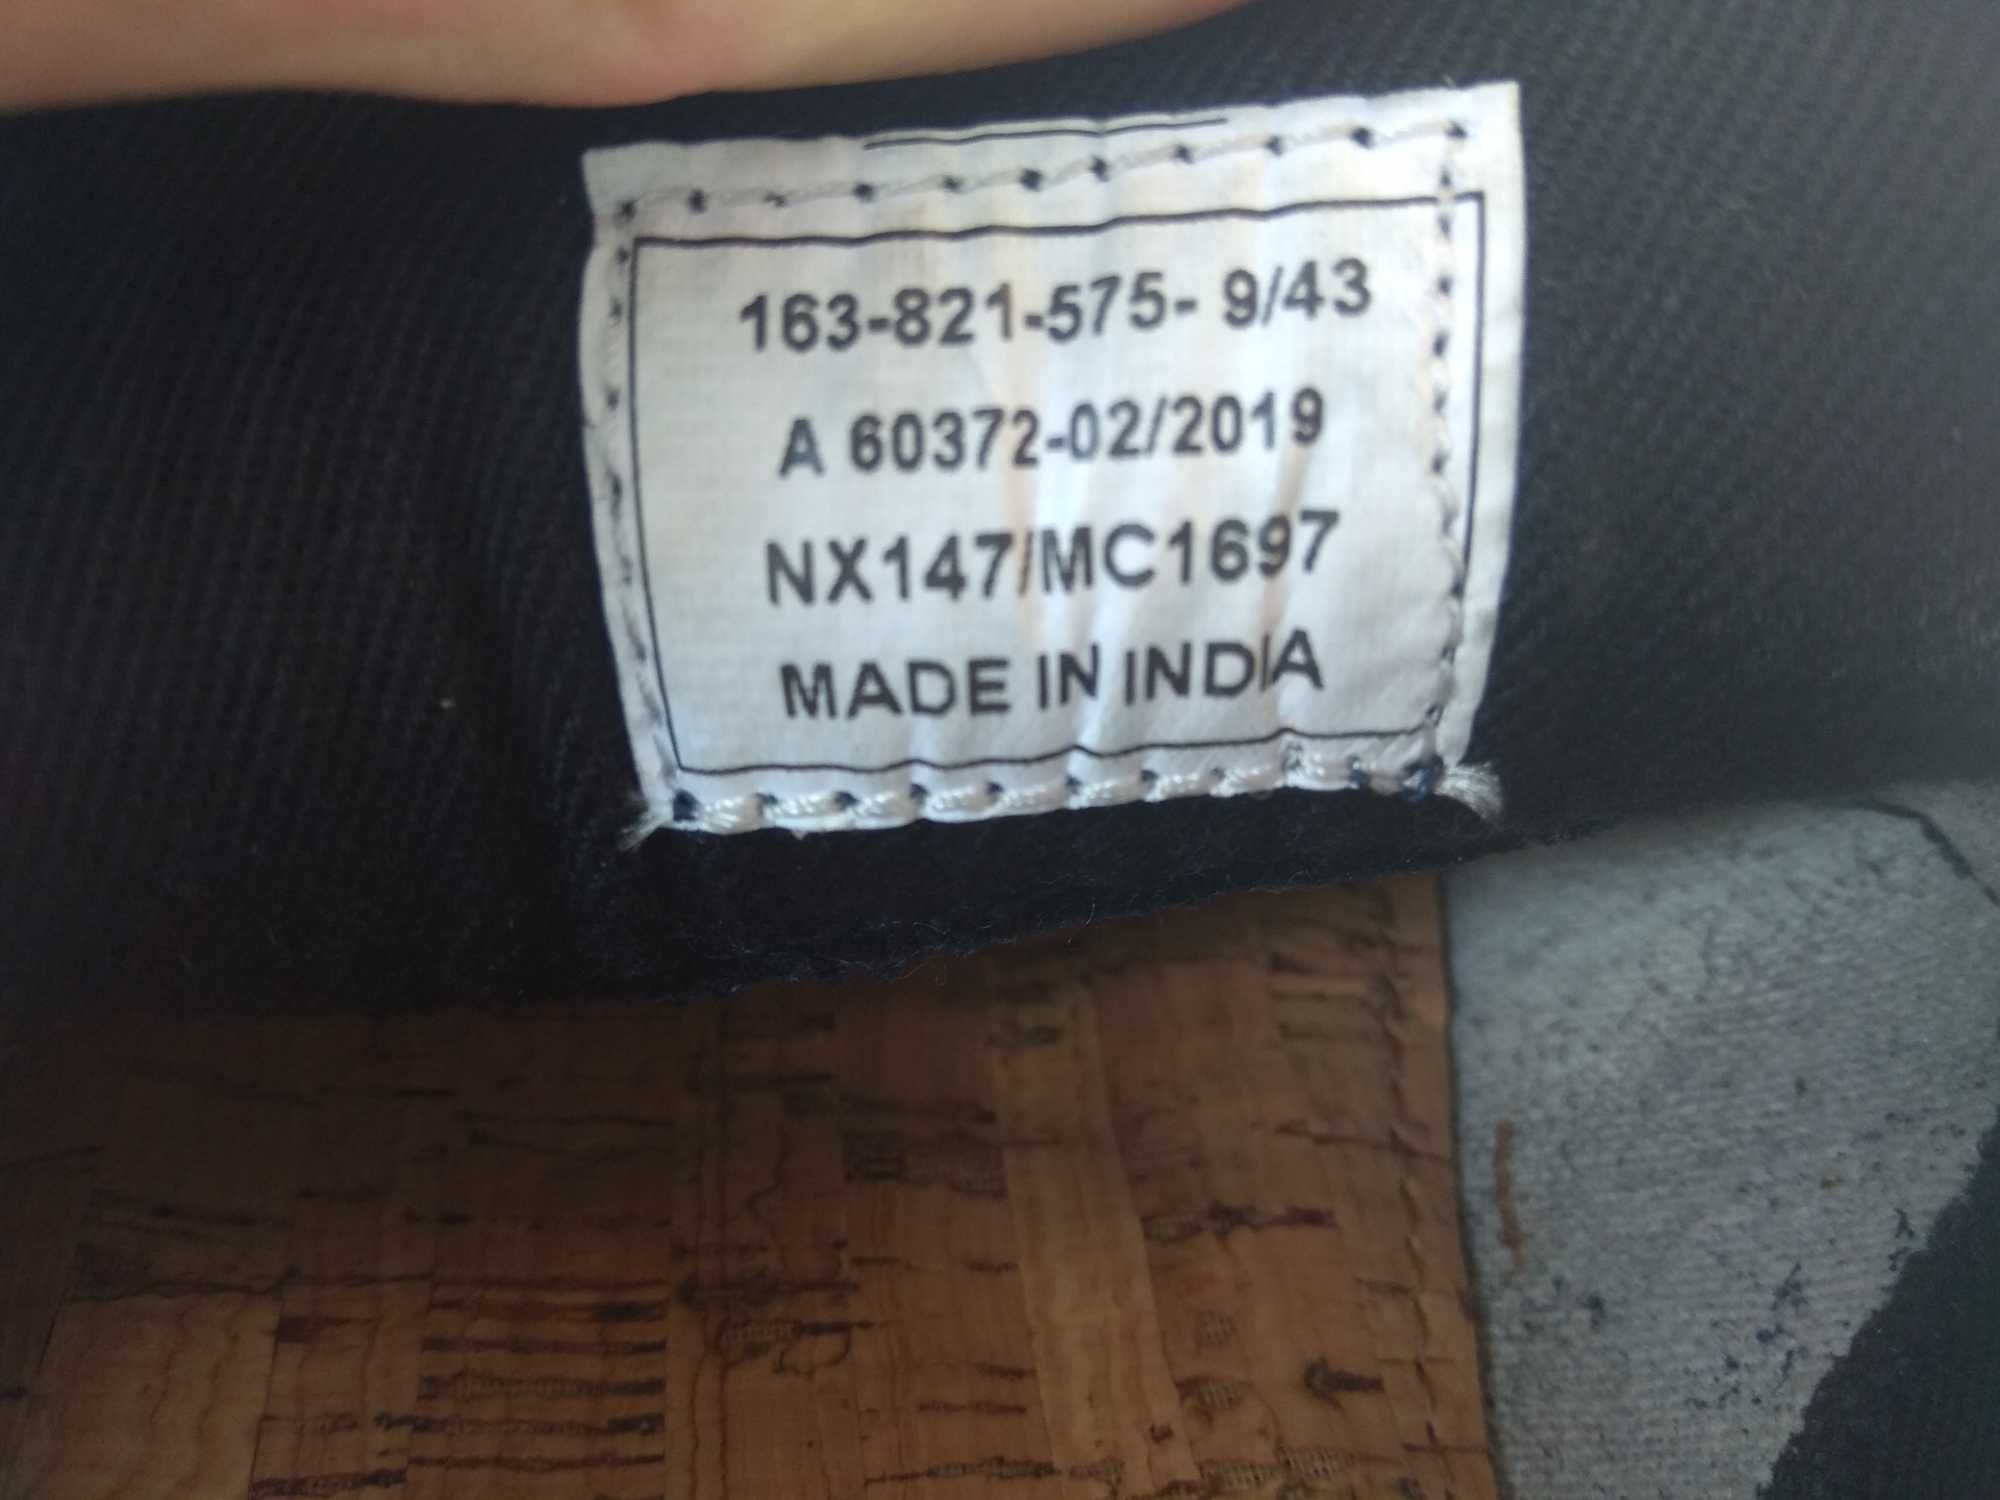 163-821-575- 9/43
A 60372-02/2019
NX147/MC1697
MADE IN INDIA